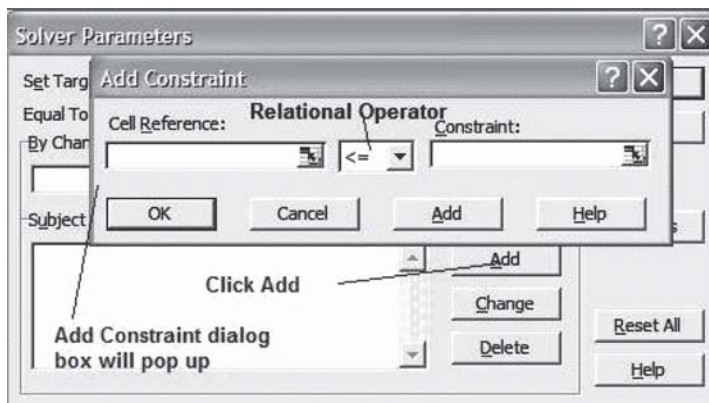 Solver Parameters
Set Targ
Add Constraint
Equal To
Relational Operator
Cell Reference:
Constraint:
By Chan
<=
OK
Cancel
Add
Help
Subject
s
Add
Click Add
Change
Add Constraint dialog
box will pop up
Delete
Reset All
Help